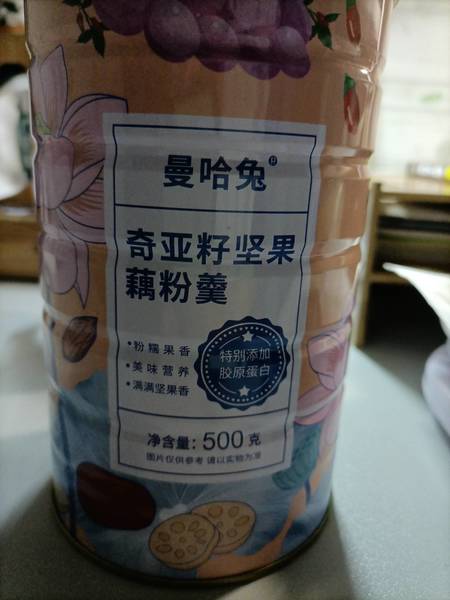 曼哈兔®
奇亚籽坚果
藕粉羹
•粉糯果香
•美味营养
•满满坚果香
特别添加
胶原蛋白
净含量：500克
图片仅供参考 请以实物为准